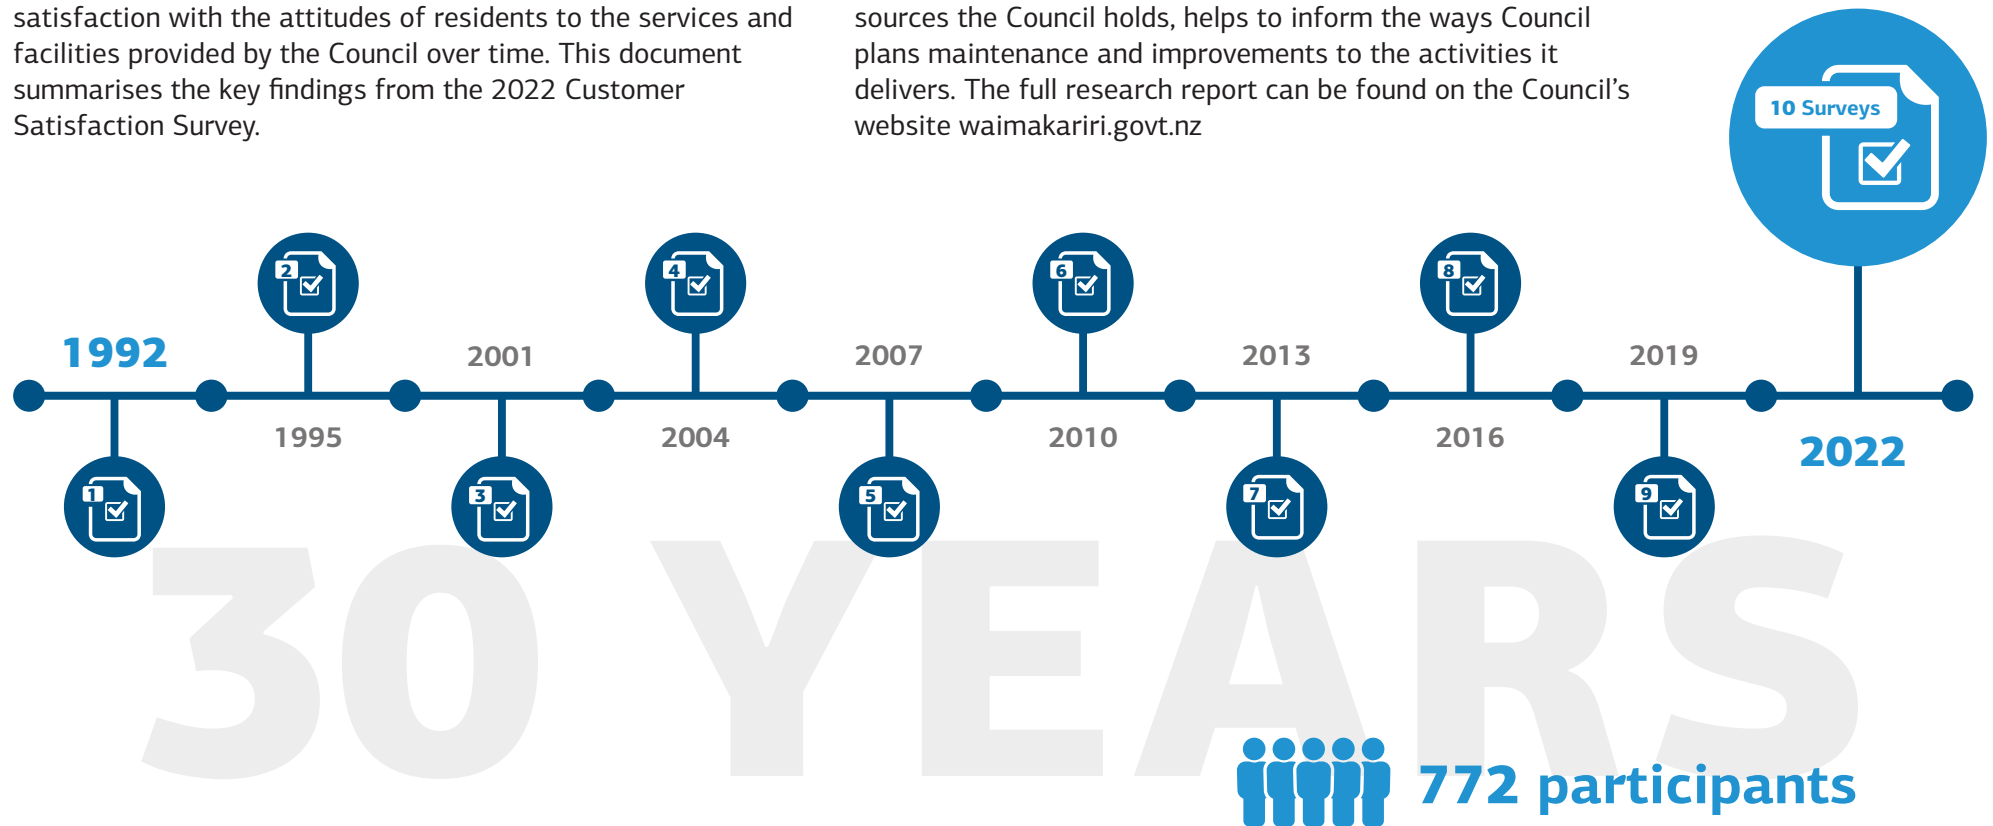 satisfaction with the attitudes of residents to the services and
facilities provided by the Council over time. This document
summarises the key findings from the 2022 Customer
Satisfaction Survey.
sources the Council holds, helps to inform the ways Council
plans maintenance and improvements to the activities it
delivers. The full research report can be found on the Council’s
website waimakariri.govt.nz
10 Surveys
2
4
6
8
1992
2001
2007
2013
2019
1995
2004
2010
2016
2022
1
3
5
7
9
30 YEARS
772 participants